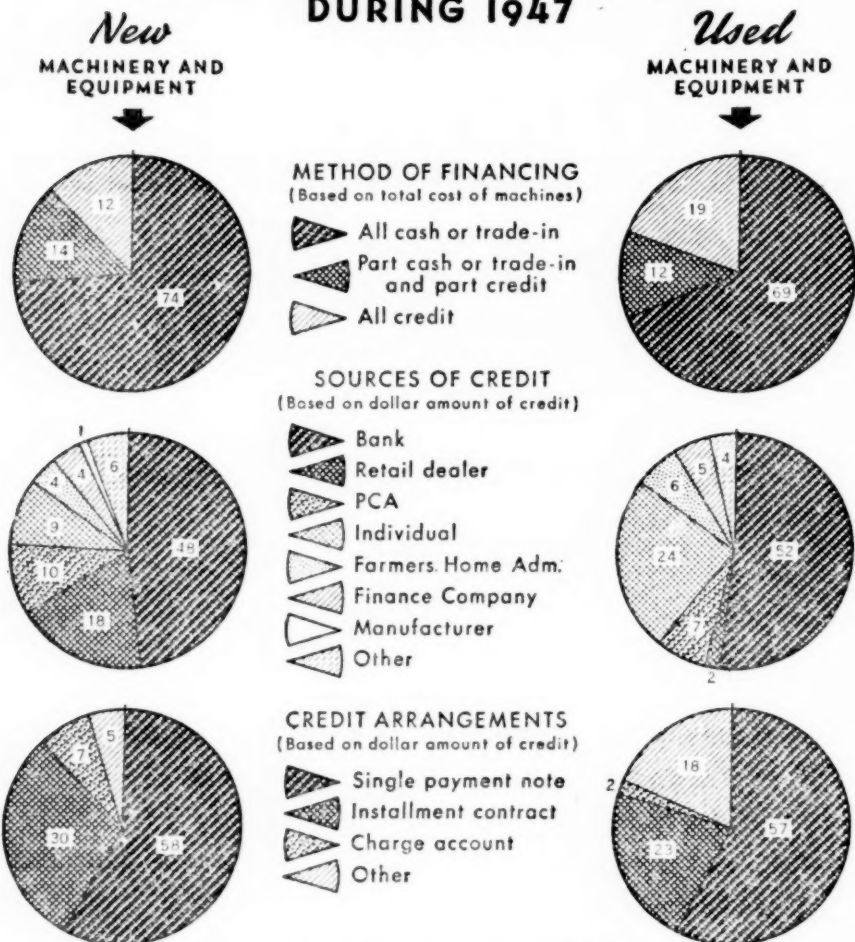 DURING 1947
New
MACHINERY AND
EQUIPMENT
Used
MACHINERY AND
EQUIPMENT
METHOD OF FINANCING
(Based on total cost of machines)
All cash or trade-in
Part cash or trade-in
and part credit
All credit
12
14
74
19
12
69
SOURCES OF CREDIT
(Based on dollar amount of credit)
Bank
Retail dealer
PCA
Individual
Farmers Home Adm.
Finance Company
Manufacturer
Other
1
6
4
4
9
10
18
48
4
5
6
24
7
2
52
CREDIT ARRANGEMENTS
(Based on dollar amount of credit)
Single payment note
Installment contract
Charge account
Other
5
7
30
58
18
2
23
57